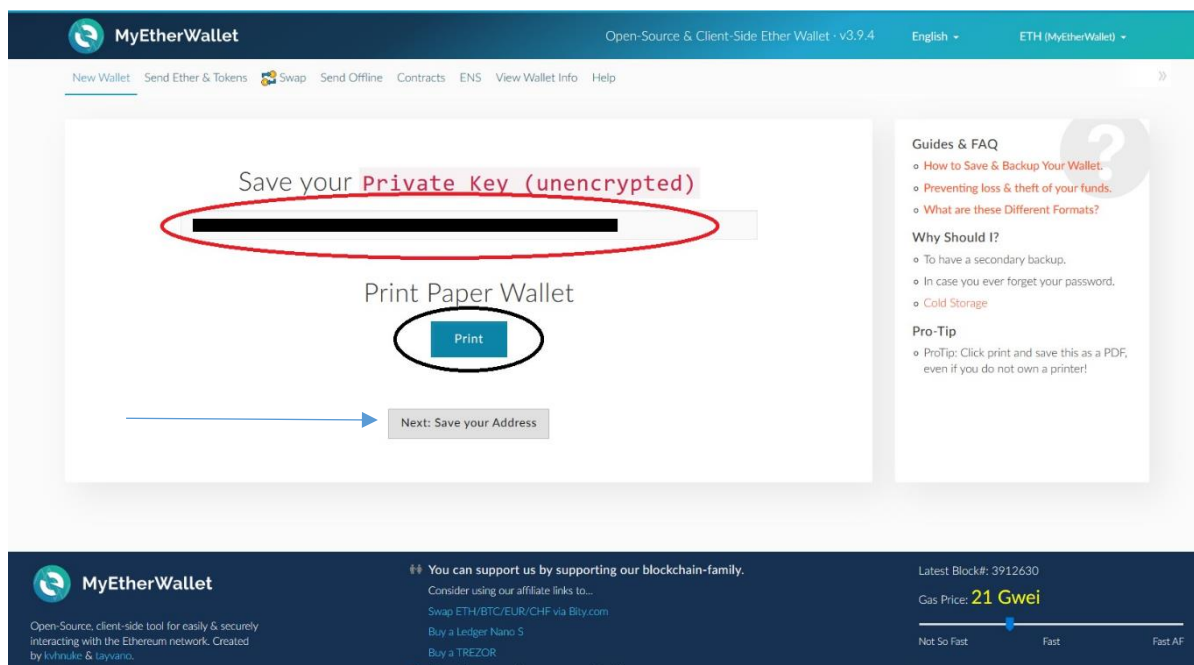 MyEtherWallet
Open-Source & Client-Side Ether Wallet · v3.9.4
English
ETH (MyEtherWallet)
New Wallet Send Ether & Tokens Swap Send Offline Contracts ENS View Wallet Info Help
»
Save your Private Key (unencrypted)
Print Paper Wallet
Print
Next: Save your Address
?
Guides & FAQ
How to Save & Backup Your Wallet.
Preventing loss & theft of your funds.
What are these Different Formats?
Why Should I?
To have a secondary backup.
In case you ever forget your password.
Cold Storage
Pro-Tip
ProTip: Click print and save this as a PDF,
even if you do not own a printer!
MyEtherWallet
Open-Source, client-side tool for easily & securely
interacting with the Ethereum network. Created
by kvhnuke & tayvano.
You can support us by supporting our blockchain-family.
Consider using our affiliate links to...
Swap ETH/BTC/EUR/CHF via Bity.com
Buy a Ledger Nano S
Buy a TREZOR
Latest Block#: 3912630
Gas Price: 21 Gwei
Not So Fast Fast Fast AF